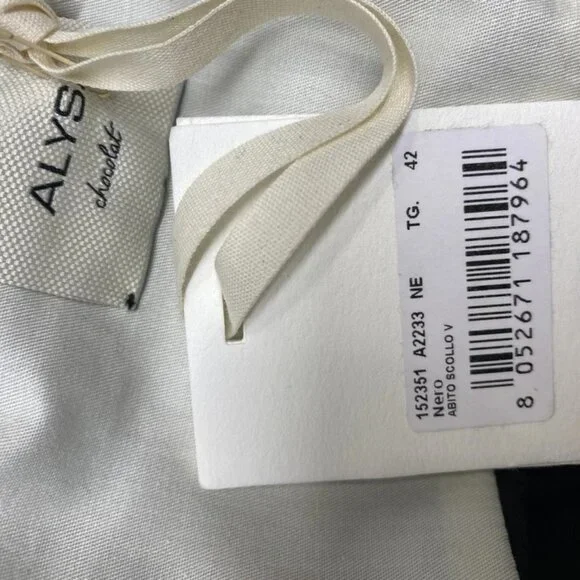 ALYS
chocolat
152351 A2233 NE TG. 42
Nero
ABITO SCOLLO V
8 052671 187964